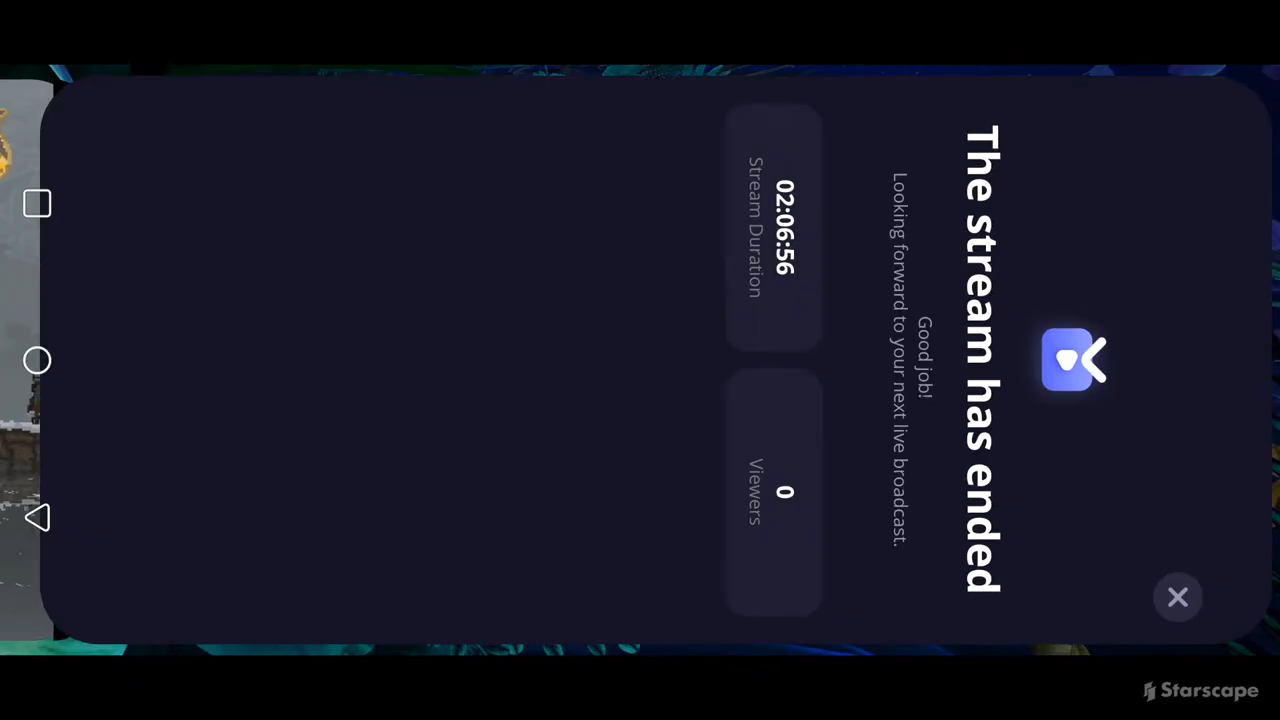 The stream has ended
Good job!
Looking forward to your next live broadcast.
02:06:56
Stream Duration
0
Viewers
Starscape